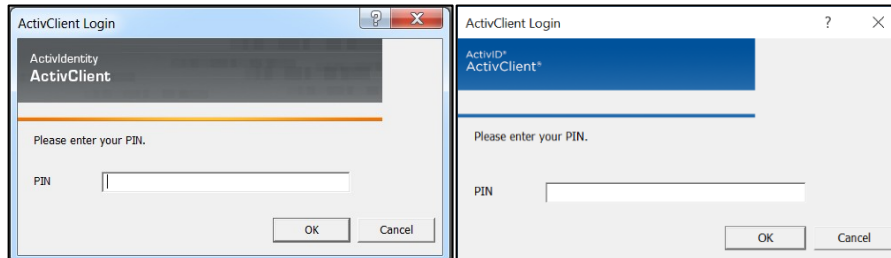 ActivClient Login
?
X
ActivIdentity
ActivClient
Please enter your PIN.
PIN
OK
Cancel
ActivClient Login
?
X
ActivID®
ActivClient®
Please enter your PIN.
PIN
OK
Cancel